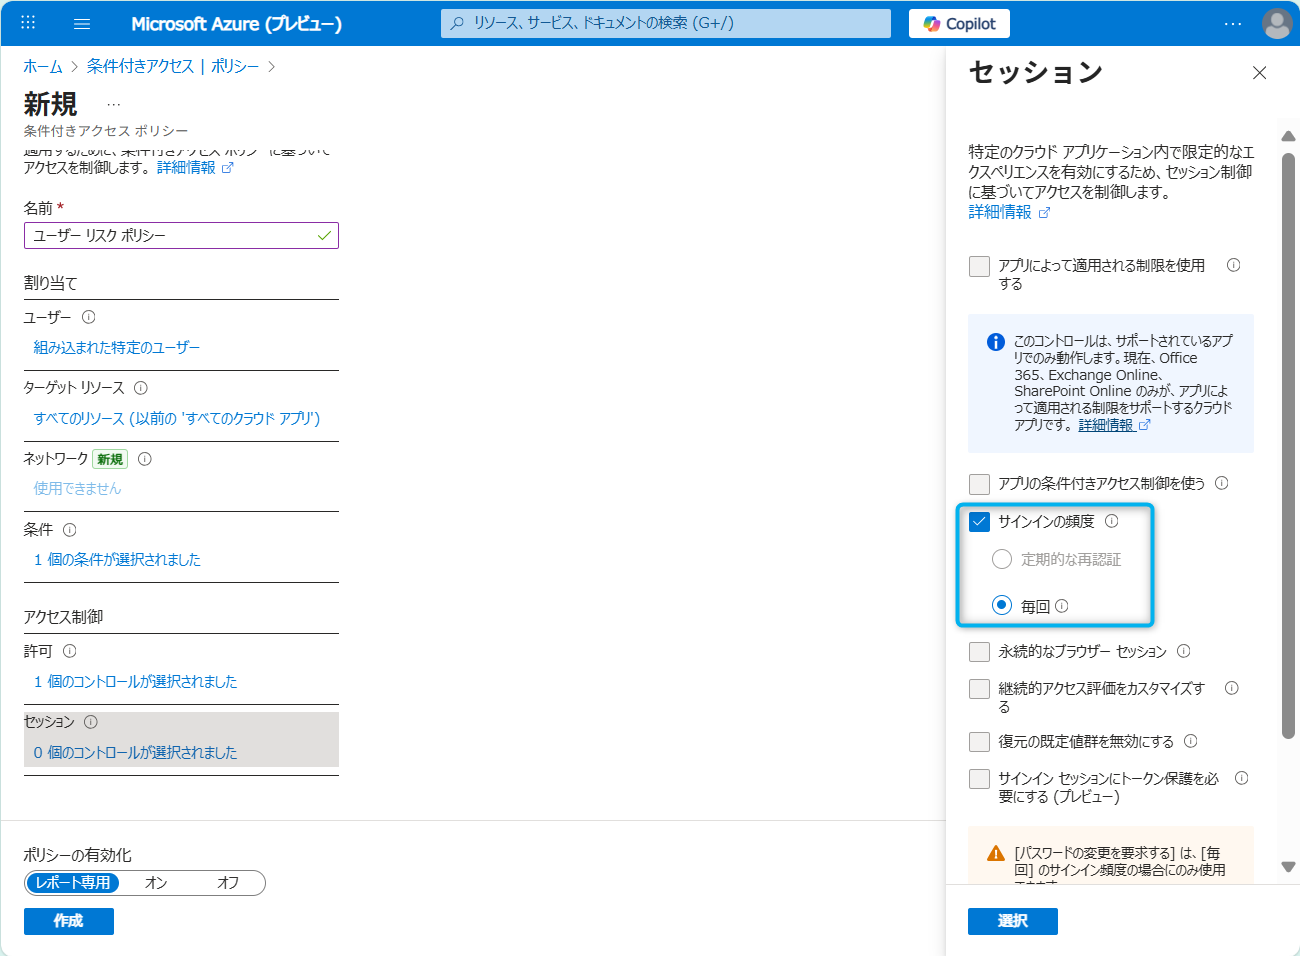 Microsoft Azure (プレビュー)
リソース、サービス、ドキュメントの検索 (G+/)
Copilot
ホーム > 条件付きアクセス | ポリシー >
新規
条件付きアクセス ポリシー
適用するために、条件付きアクセス ポリシーに基づいて
アクセスを制御します。 詳細情報
名前 *
ユーザー リスク ポリシー
割り当て
ユーザー
組み込まれた特定のユーザー
ターゲット リソース
すべてのリソース (以前の 'すべてのクラウド アプリ')
ネットワーク 新規
使用できません
条件
1 個の条件が選択されました
アクセス制御
許可
1 個のコントロールが選択されました
セッション
0 個のコントロールが選択されました
ポリシーの有効化
レポート専用 オン オフ
作成
セッション
特定のクラウド アプリケーション内で限定的なエ
クスペリエンスを有効にするため、セッション制御
に基づいてアクセスを制御します。
詳細情報
アプリによって適用される制限を使用
する
このコントロールは、サポートされているアプ
リでのみ動作します。現在、Office
365、Exchange Online、
SharePoint Online のみが、アプリによ
って適用される制限をサポートするクラウド
アプリです。 詳細情報
アプリの条件付きアクセス制御を使う
サインインの頻度
定期的な再認証
毎回
永続的なブラウザー セッション
継続的アクセス評価をカスタマイズす
る
復元の既定値群を無効にする
サインイン セッションにトークン保護を必
要にする (プレビュー)
[パスワードの変更を要求する] は、[毎
回] のサインイン頻度の場合にのみ使用
選択